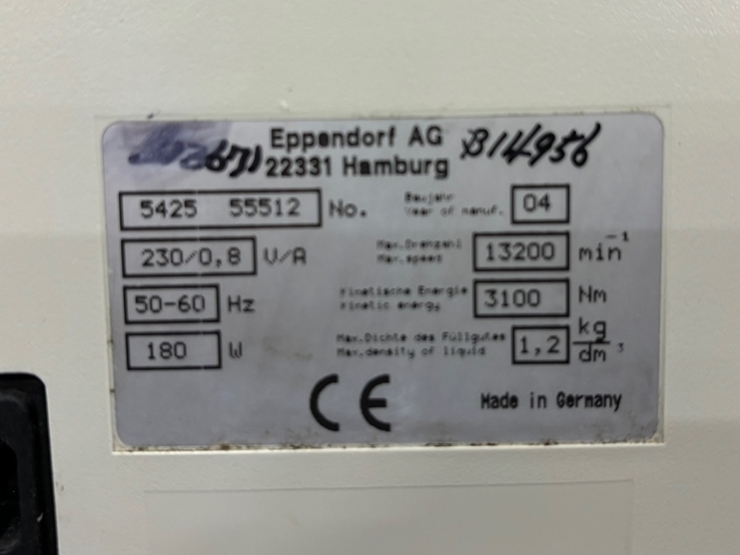 Eppendorf AG B14956
22331 Hamburg
5425 55512 No. Baujahr Year of manuf. 04
230/0,8 V/A Max.Drehzahl Max.speed 13200 min⁻¹
50-60 Hz Kinetische Energie Kinetic energy 3100 Nm
180 W Max.Dichte des Füllgutes Max.density of liquid 1,2 kg/dm³
CE Made in Germany